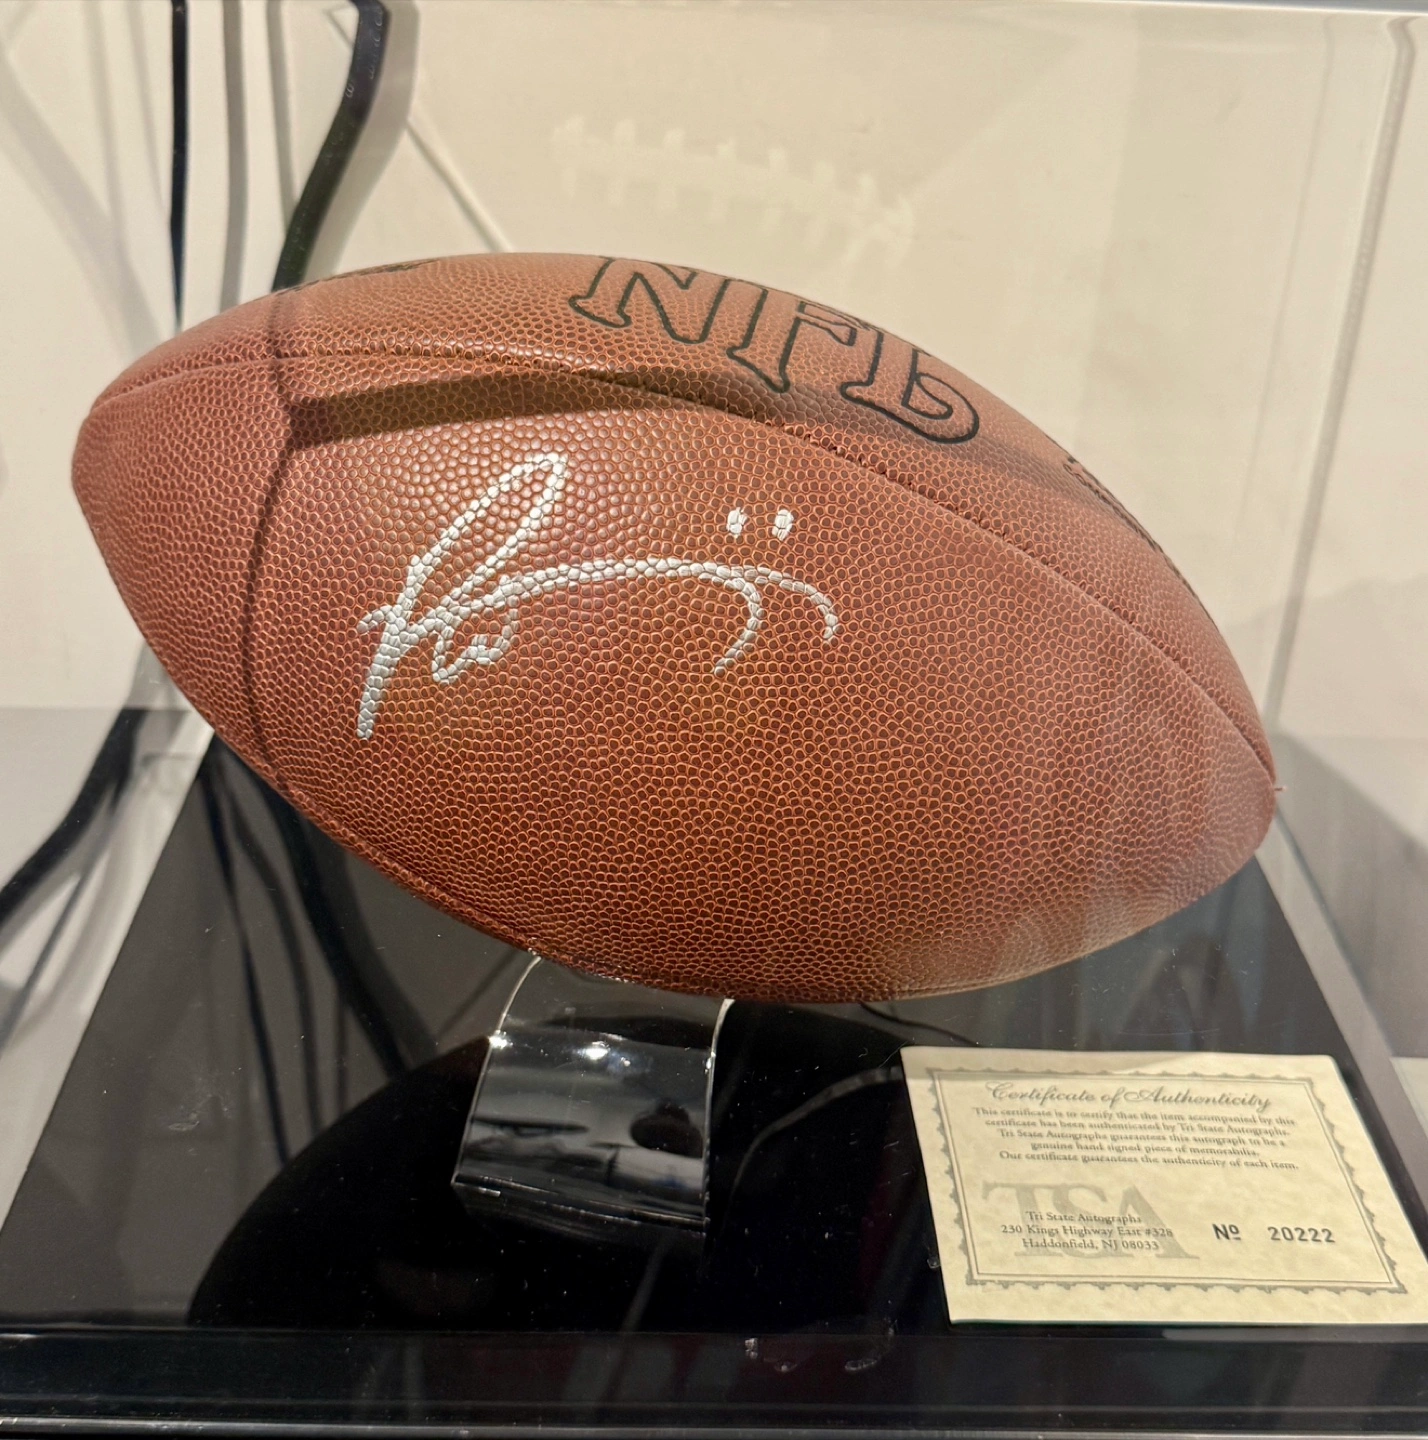 NFL
Certificate of Authenticity
This certificate is to certify that the item accompanied by this
certificate has been authenticated by Tri State Autographs.
Tri State Autographs guarantees this autograph to be a
genuine hand signed piece of memorabilia.
Our certificate guarantees the authenticity of each item.
TSA
Tri State Autographs
230 Kings Highway East #328
Haddonfield, NJ 08033
Nº 20222